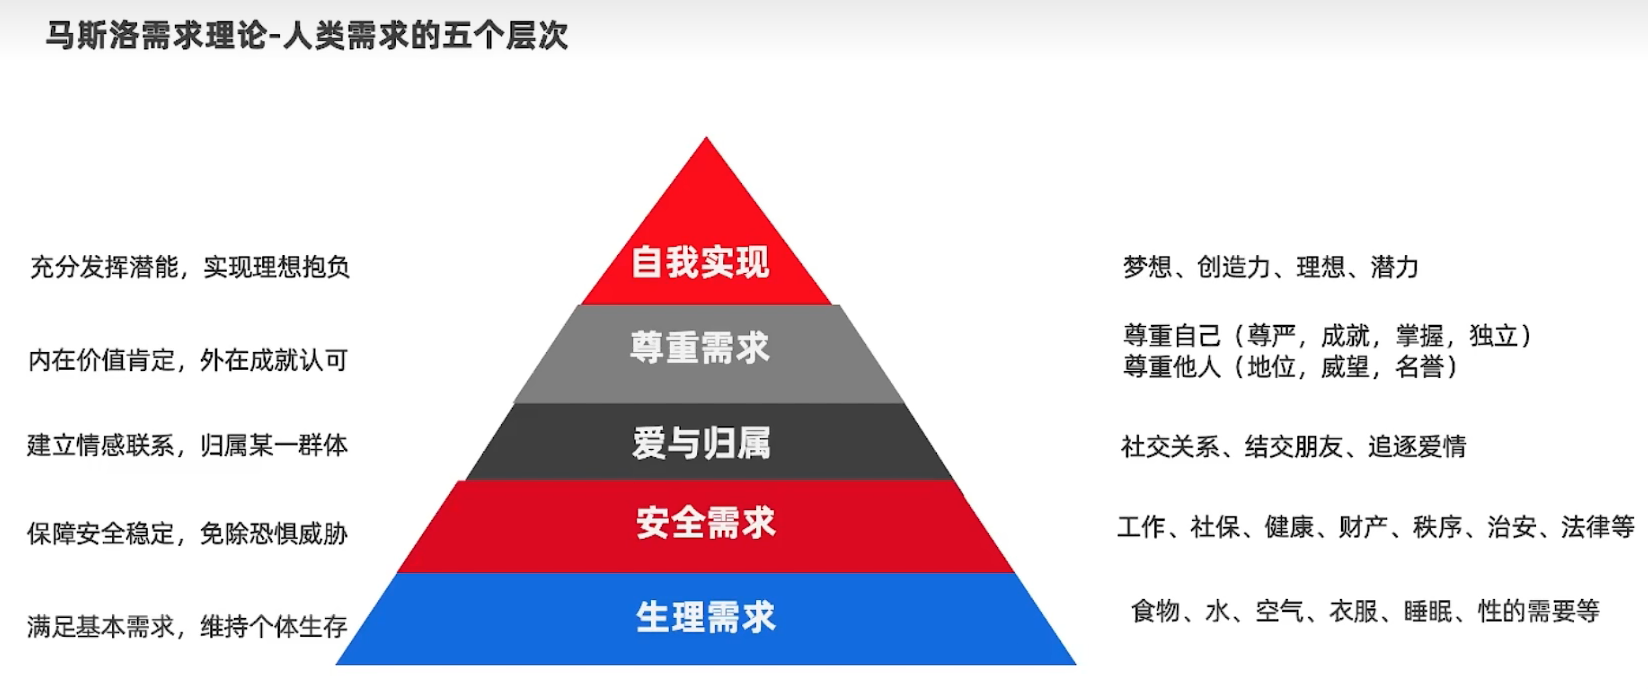 马斯洛需求理论-人类需求的五个层次
充分发挥潜能，实现理想抱负
自我实现
梦想、创造力、理想、潜力
内在价值肯定，外在成就认可
尊重需求
尊重自己（尊严，成就，掌握，独立）
尊重他人（地位，威望，名誉）
建立情感联系，归属某一群体
爱与归属
社交关系、结交朋友、追逐爱情
保障安全稳定，免除恐惧威胁
安全需求
工作、社保、健康、财产、秩序、治安、法律等
满足基本需求，维持个体生存
生理需求
食物、水、空气、衣服、睡眠、性的需要等